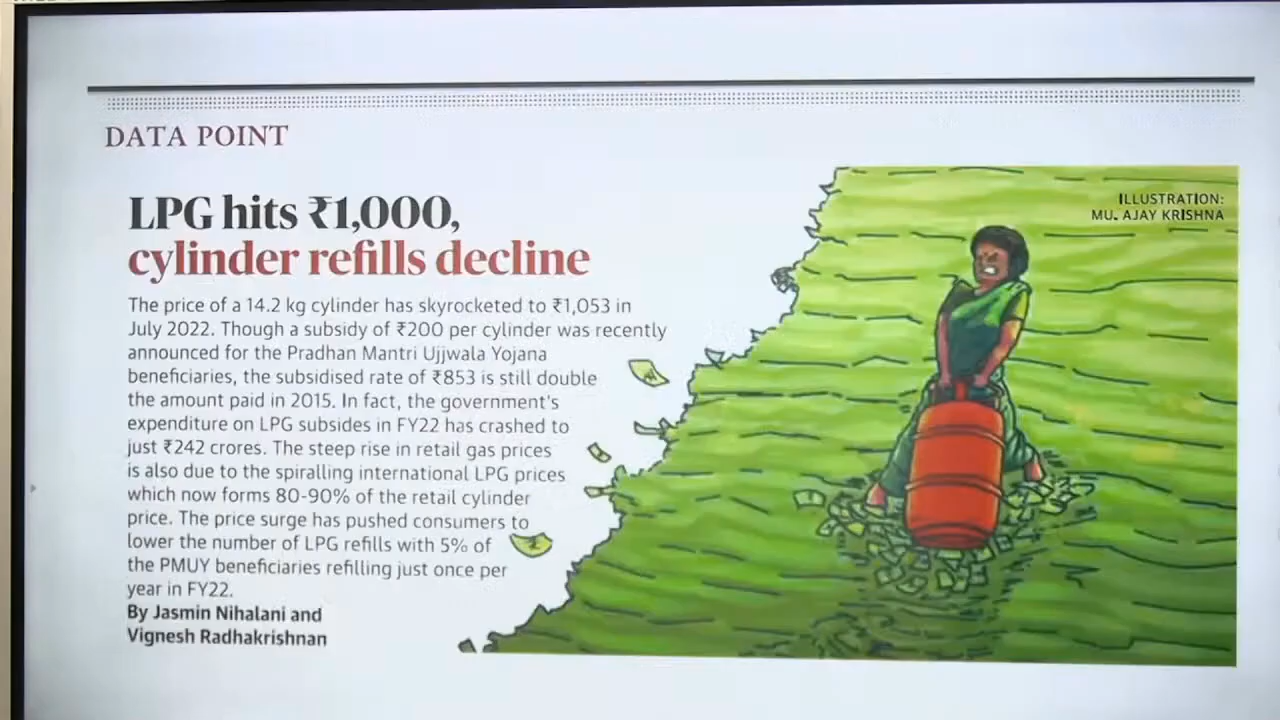 DATA POINT
LPG hits ₹1,000,
cylinder refills decline
The price of a 14.2 kg cylinder has skyrocketed to ₹1,053 in
July 2022. Though a subsidy of ₹200 per cylinder was recently
announced for the Pradhan Mantri Ujjwala Yojana
beneficiaries, the subsidised rate of ₹853 is still double
the amount paid in 2015. In fact, the government's
expenditure on LPG subsides in FY22 has crashed to
just ₹242 crores. The steep rise in retail gas prices
is also due to the spiralling international LPG prices
which now forms 80-90% of the retail cylinder
price. The price surge has pushed consumers to
lower the number of LPG refills with 5% of
the PMUY beneficiaries refilling just once per
year in FY22.
By Jasmin Nihalani and
Vignesh Radhakrishnan
ILLUSTRATION:
MU. AJAY KRISHNA